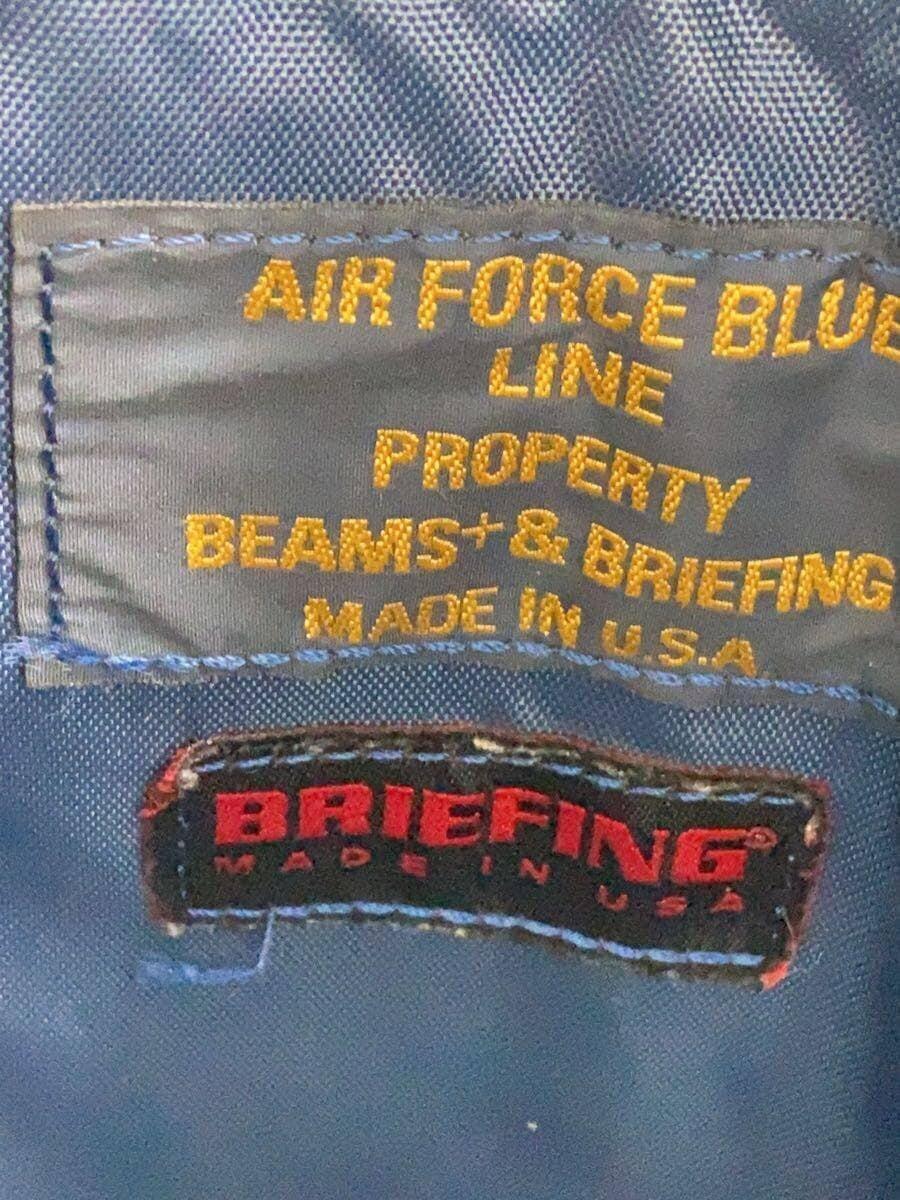 AIR FORCE BLUE
LINE
PROPERTY
BEAMS+ & BRIEFING
MADE IN U.S.A
BRIEFING®
MADE IN USA